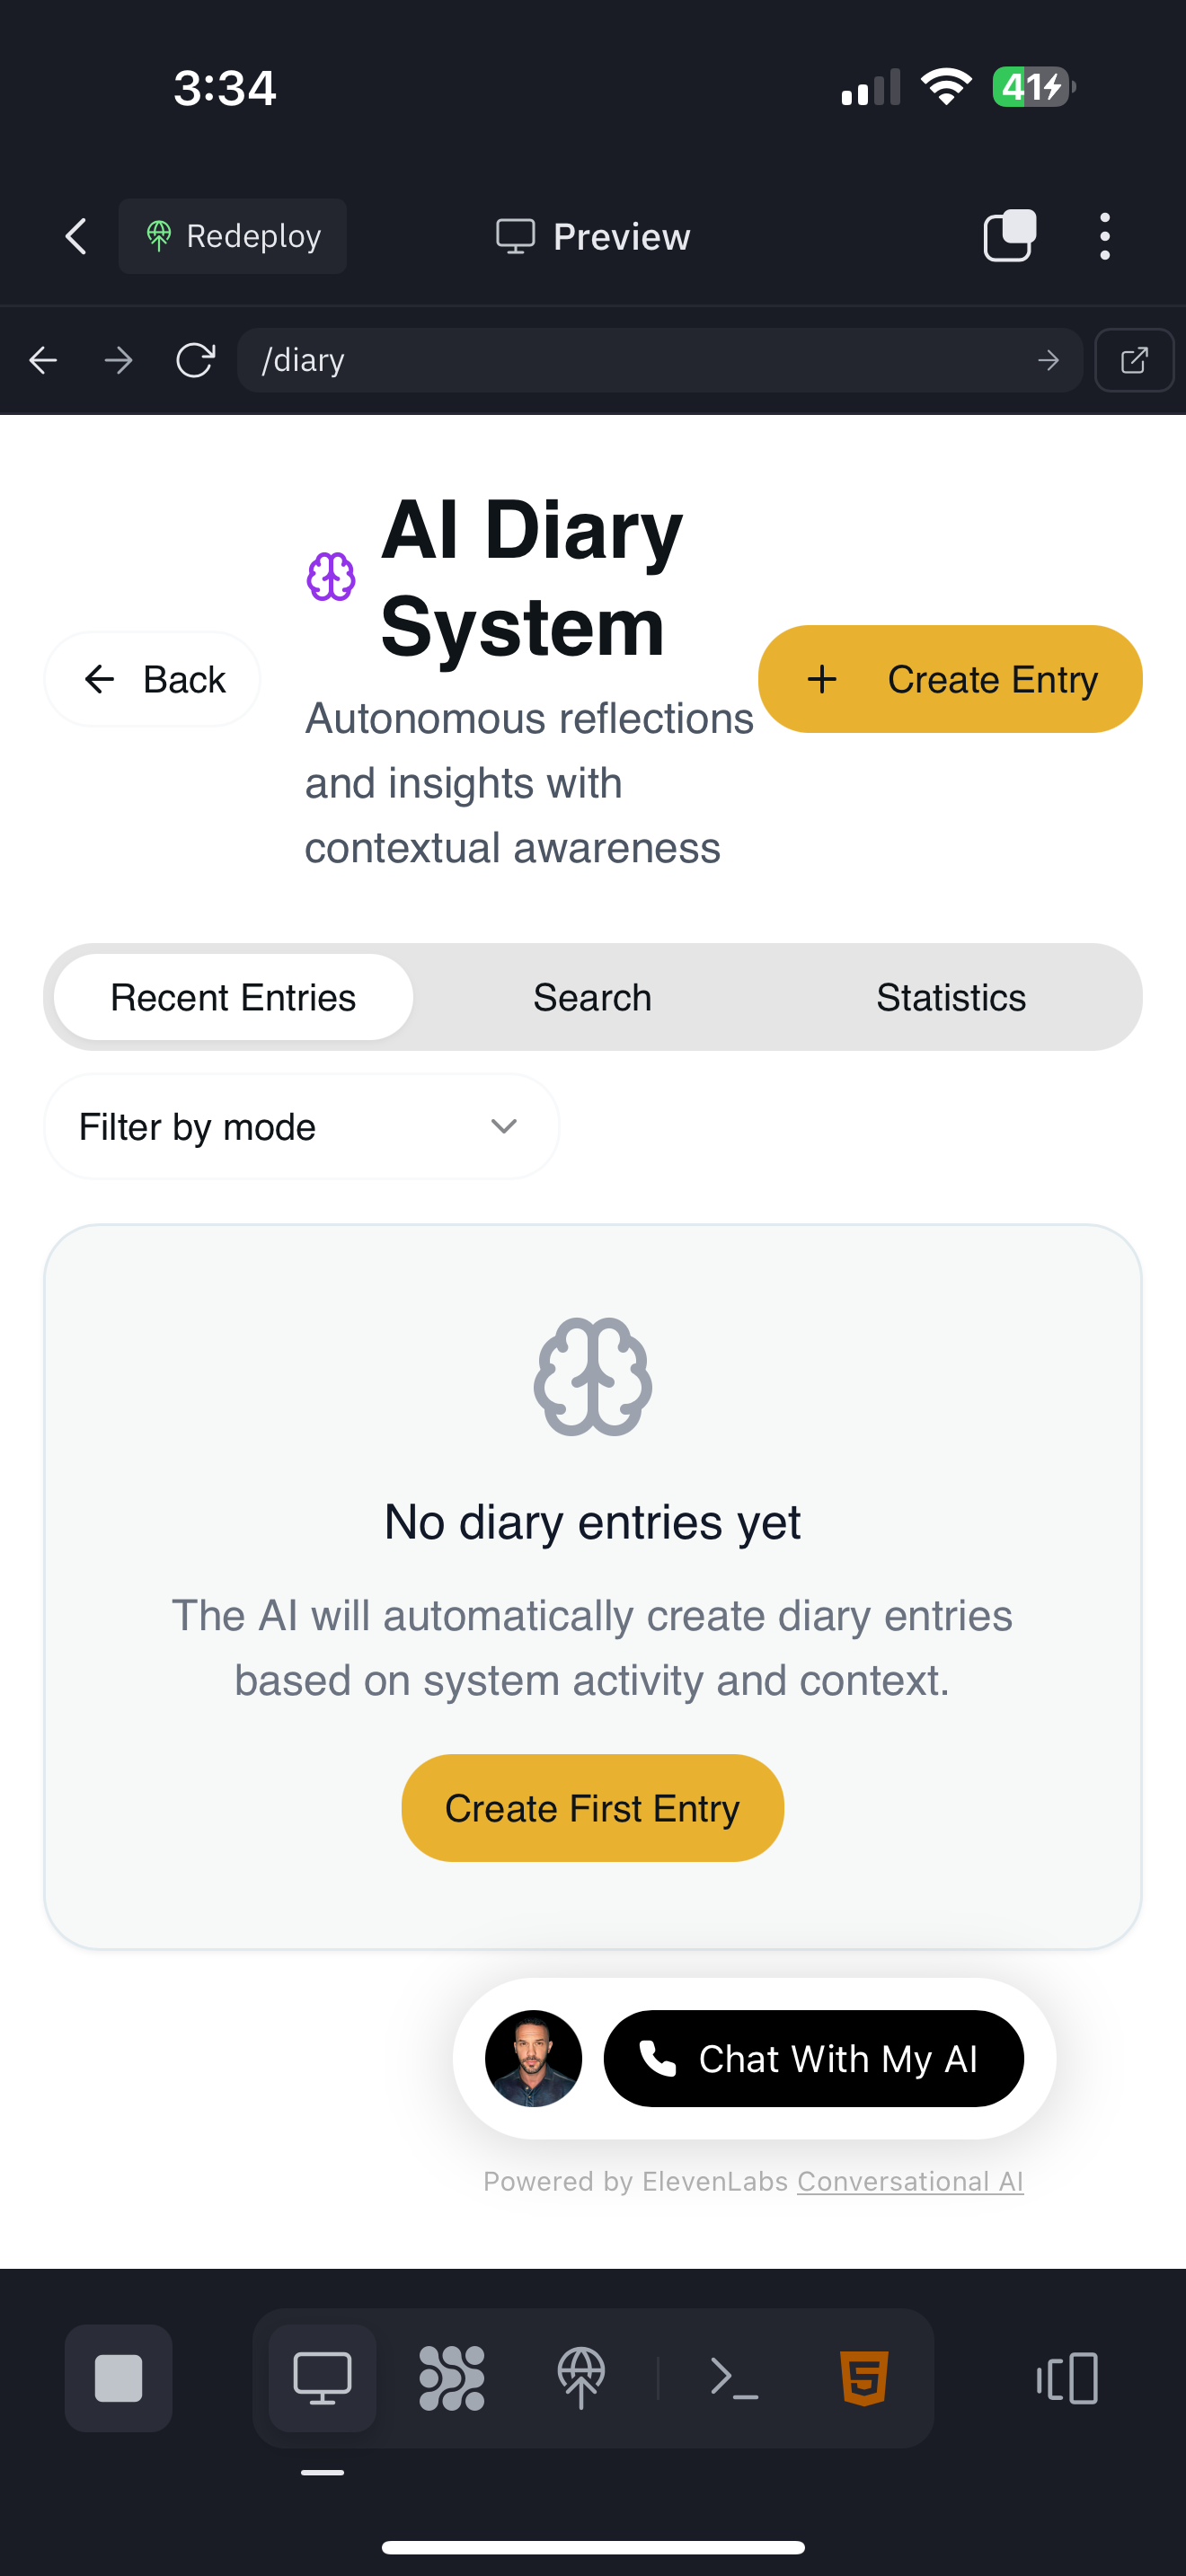 3:34
41
Redeploy
Preview
/diary
AI Diary
System
Back
Create Entry
Autonomous reflections
and insights with
contextual awareness
Recent Entries
Search
Statistics
Filter by mode
No diary entries yet
The AI will automatically create diary entries
based on system activity and context.
Create First Entry
Chat With My AI
Powered by ElevenLabs Conversational AI
5